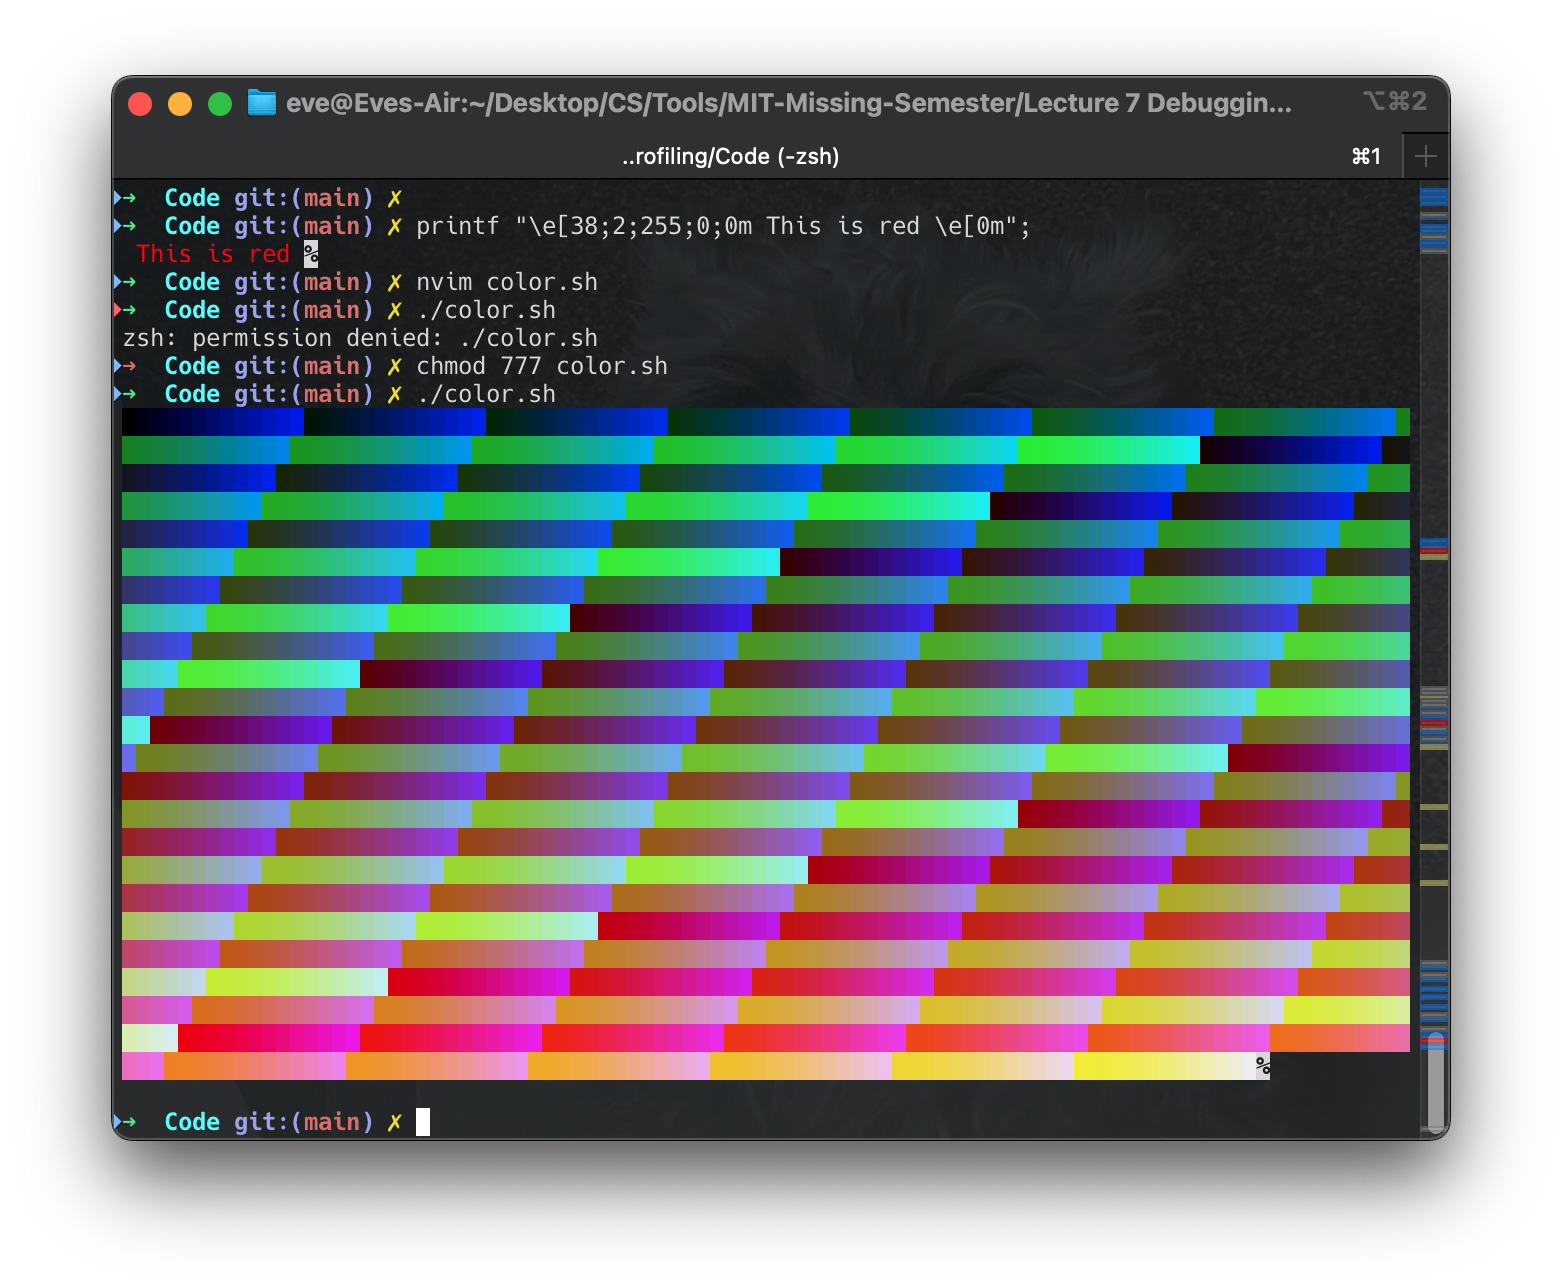 eve@Eves-Air:~/Desktop/CS/Tools/MIT-Missing-Semester/Lecture 7 Debuggin... ⌥⌘2
..rofiling/Code (-zsh) ⌘1 +
➜ Code git:(main) ✗
➜ Code git:(main) ✗ printf "\e[38;2;255;0;0m This is red \e[0m";
This is red %
➜ Code git:(main) ✗ nvim color.sh
➜ Code git:(main) ✗ ./color.sh
zsh: permission denied: ./color.sh
➜ Code git:(main) ✗ chmod 777 color.sh
➜ Code git:(main) ✗ ./color.sh
%
➜ Code git:(main) ✗